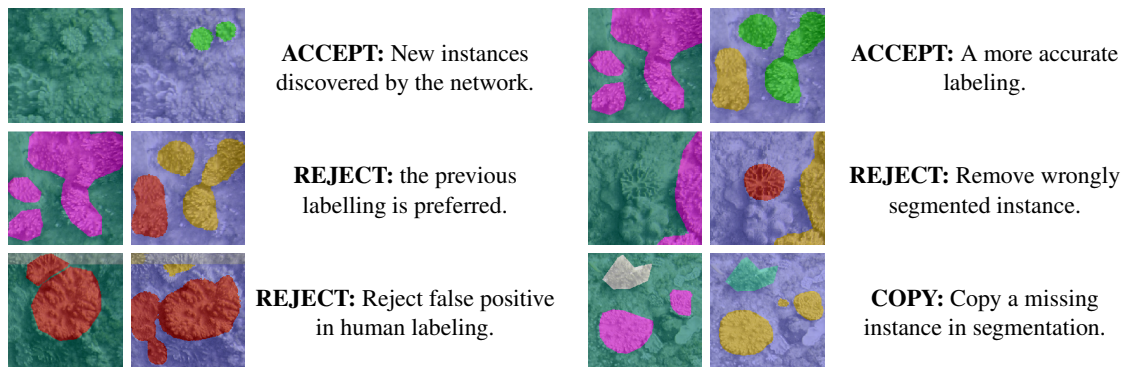 ACCEPT: New instances
discovered by the network.
ACCEPT: A more accurate
labeling.
REJECT: the previous
labelling is preferred.
REJECT: Remove wrongly
segmented instance.
REJECT: Reject false positive
in human labeling.
COPY: Copy a missing
instance in segmentation.